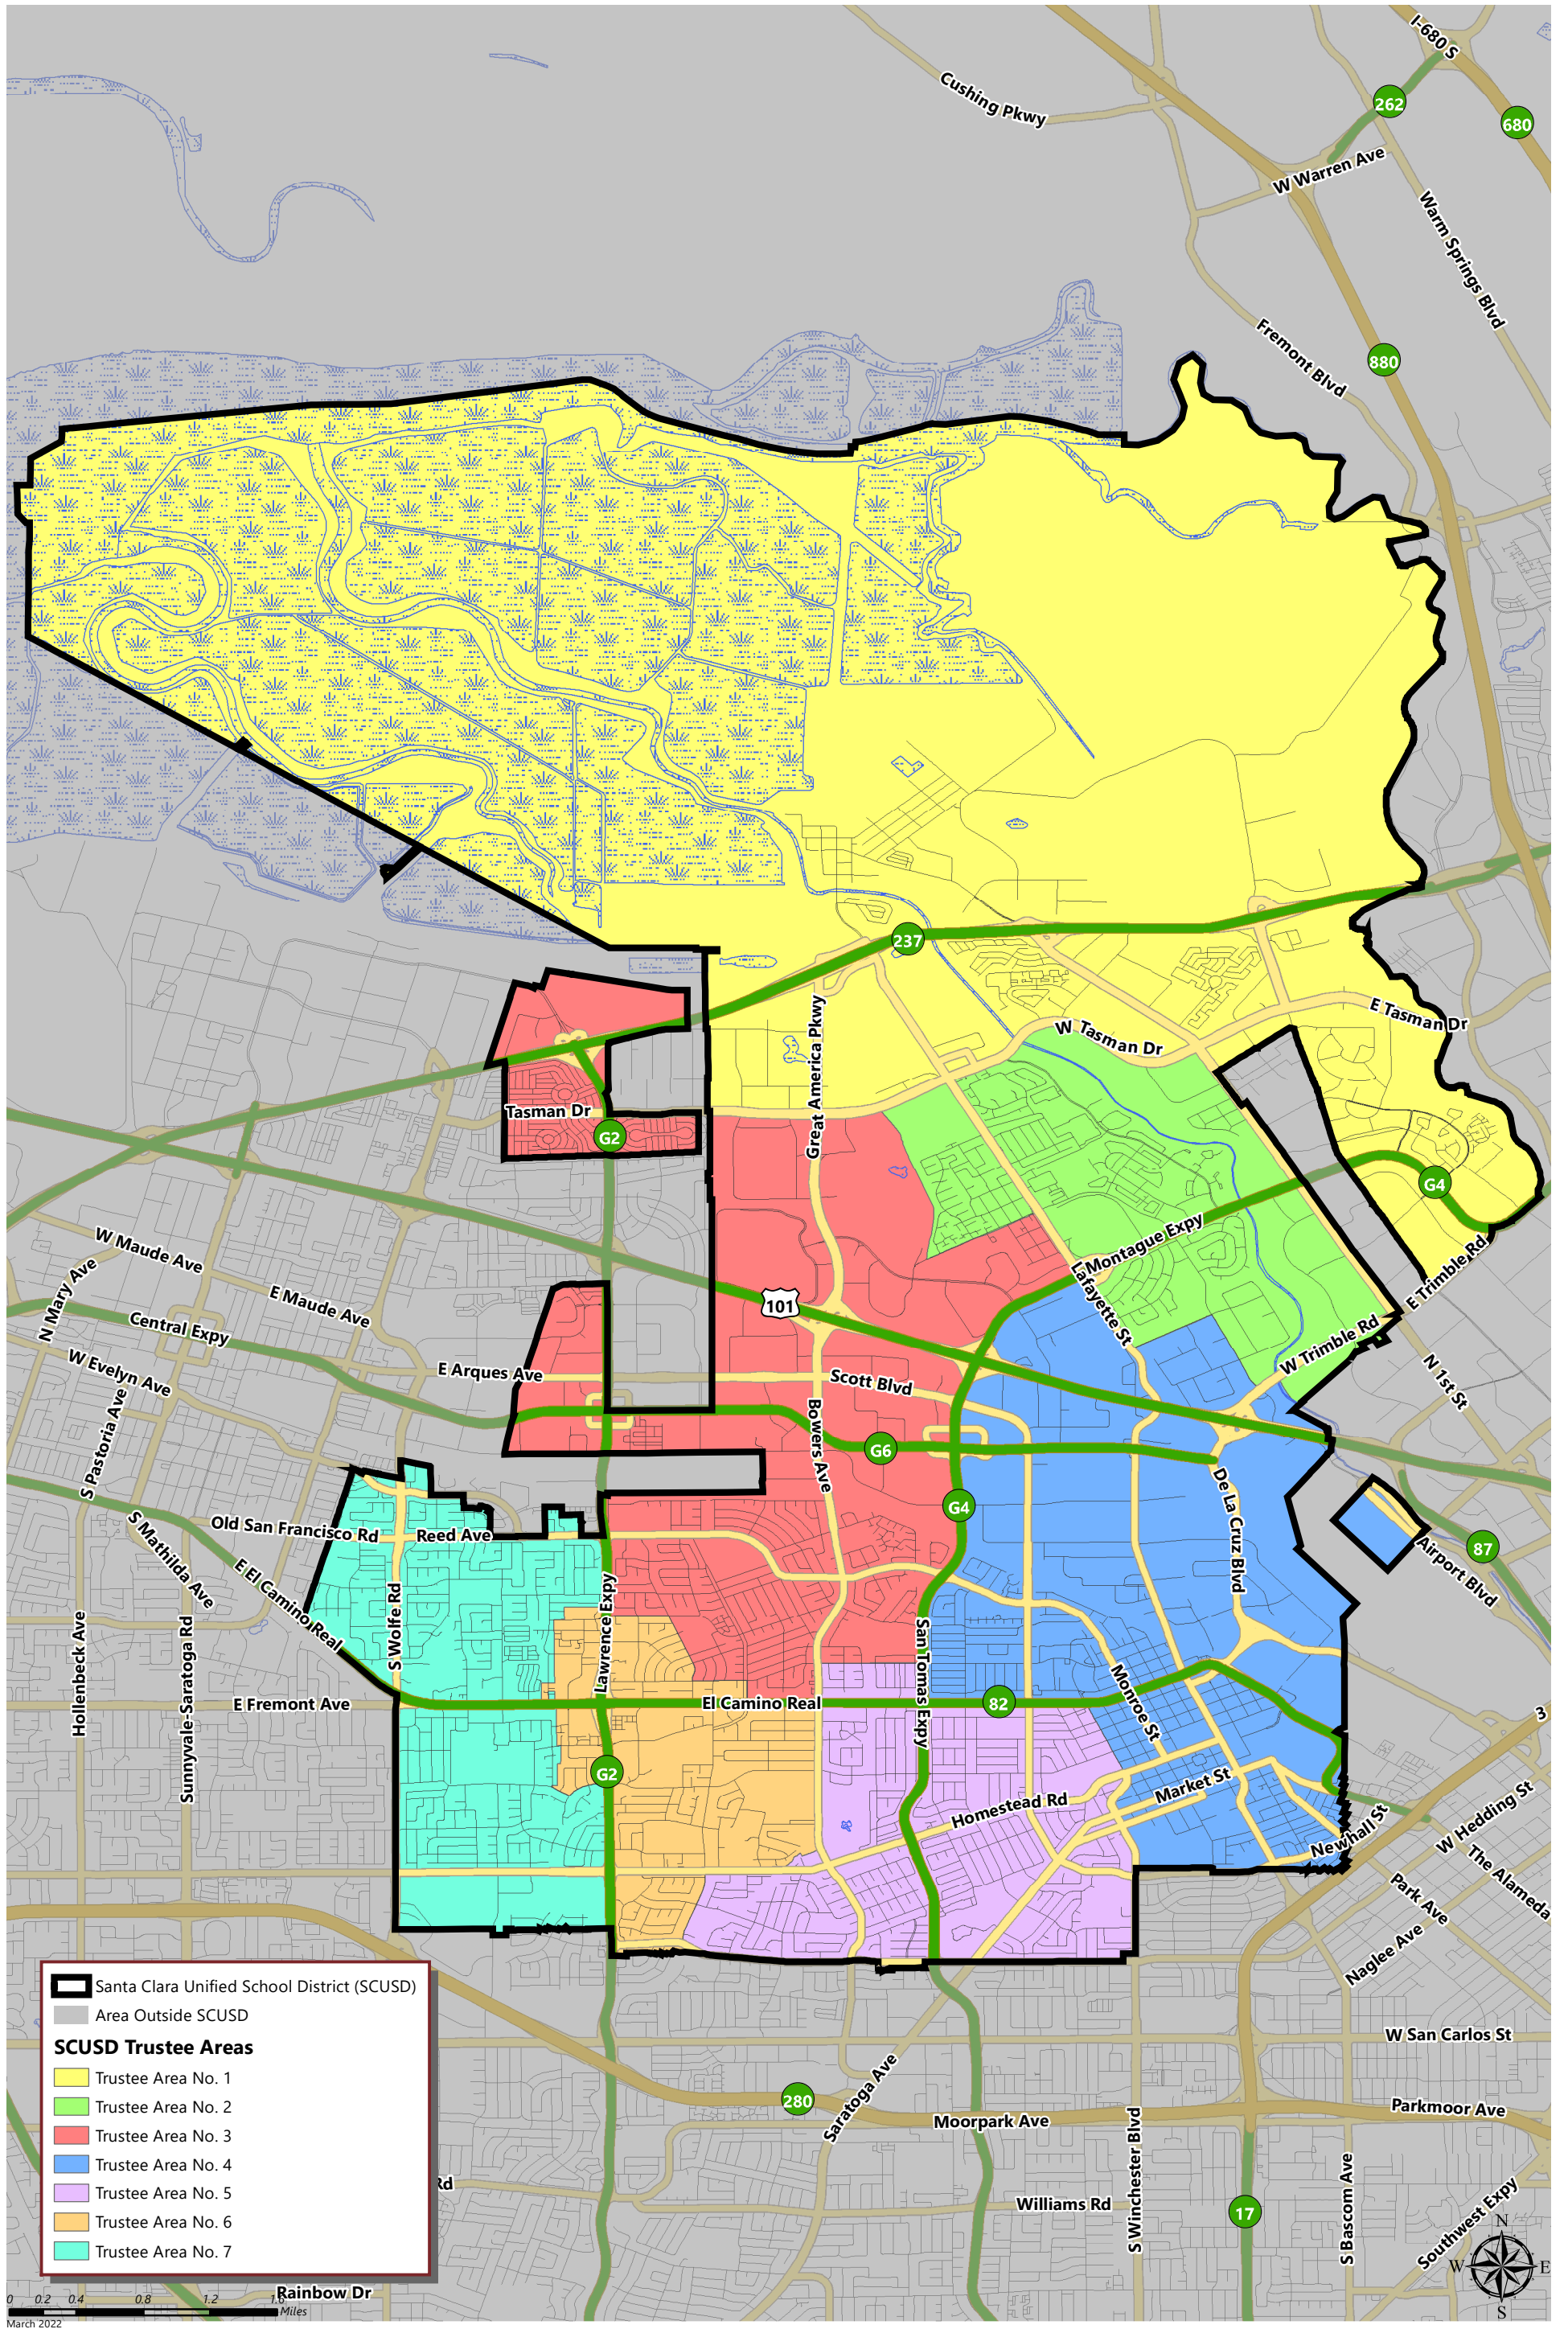 I-680 S
262
680
Cushing Pkwy
W Warren Ave
Warm Springs Blvd
Fremont Blvd
880
237
Great America Pkwy
W Tasman Dr
E Tasman Dr
Tasman Dr
G2
G4
W Maude Ave
N Mary Ave
E Maude Ave
Central Expy
W Evelyn Ave
S Pastoria Ave
E Arques Ave
101
Montague Expy
Lafayette St
E Trimble Rd
W Trimble Rd
N 1st St
Scott Blvd
Bowers Ave
G6
G4
De La Cruz Blvd
87
Airport Blvd
Old San Francisco Rd
Reed Ave
S Mathilda Ave
E El Camino Real
S Wolfe Rd
Lawrence Expy
San Tomas Expy
Hollenbeck Ave
Sunnyvale-Saratoga Rd
E Fremont Ave
El Camino Real
82
Monroe St
3
G2
Homestead Rd
Market St
Newhall St
W Hedding St
The Alameda
Park Ave
Naglee Ave
W San Carlos St
280
Saratoga Ave
Moorpark Ave
Parkmoor Ave
S Winchester Blvd
Williams Rd
17
S Bascom Ave
Southwest Expy
Rd
Rainbow Dr
Santa Clara Unified School District (SCUSD)
Area Outside SCUSD
SCUSD Trustee Areas
Trustee Area No. 1
Trustee Area No. 2
Trustee Area No. 3
Trustee Area No. 4
Trustee Area No. 5
Trustee Area No. 6
Trustee Area No. 7
0 0.2 0.4 0.8 1.2 1.6
Miles
March 2022
N
W E
S